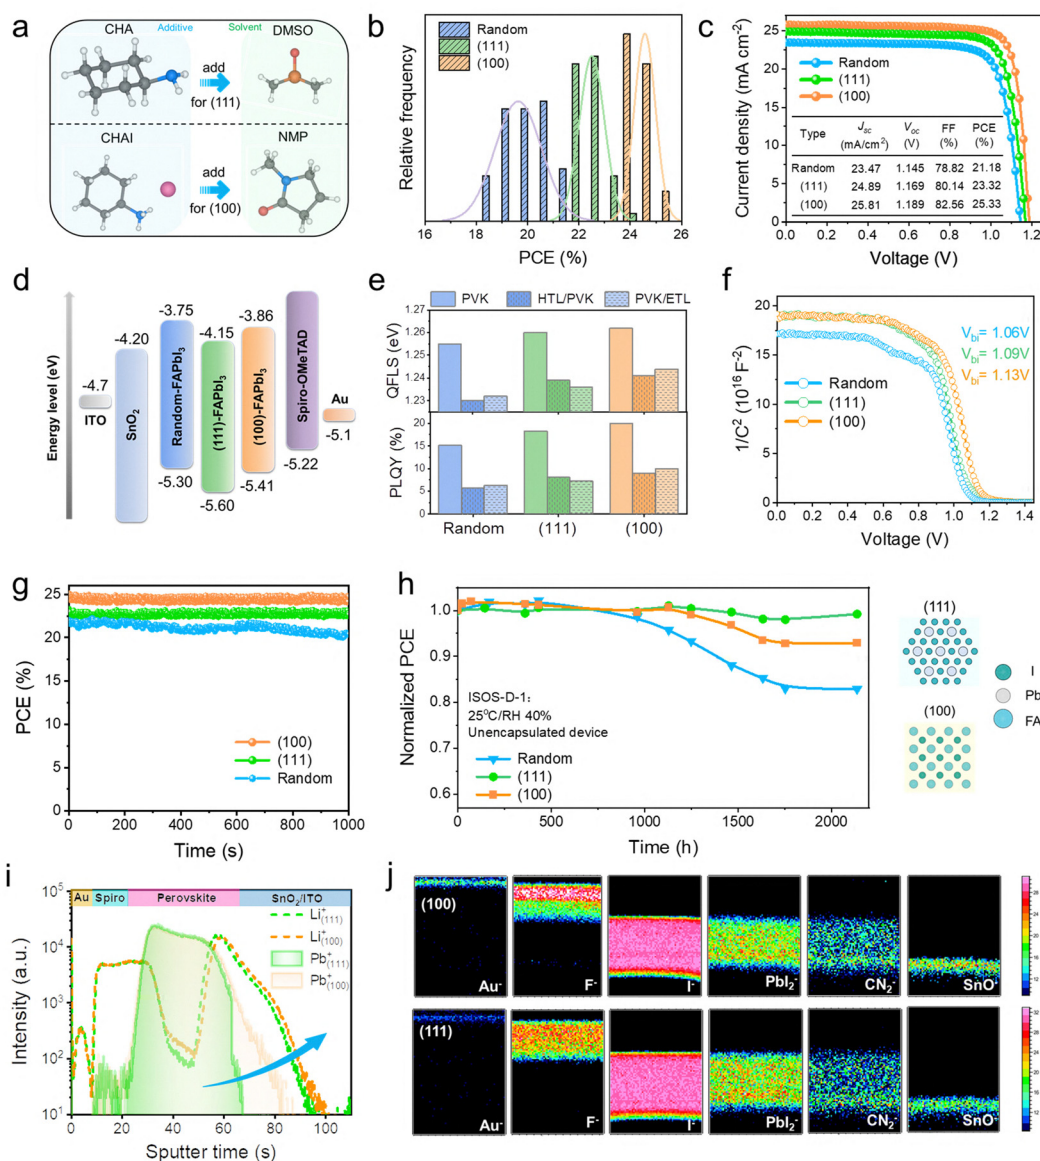 a
CHA
Additive
Solvent
DMSO
add
for (111)
CHAI
NMP
add
for (100)
b
Relative frequency
Random
(111)
(100)
16 18 20 22 24 26
PCE (%)
c
Current density (mA cm-2)
30
25
20
15
10
5
0
Random
(111)
(100)
Type Jsc (mA/cm2) Voc (V) FF (%) PCE (%)
Random 23.47 1.145 78.82 21.18
(111) 24.89 1.169 80.14 23.32
(100) 25.81 1.189 82.56 25.33
0.0 0.3 0.6 0.9 1.2
Voltage (V)
d
Energy level (eV)
-4.7
ITO
-4.20
SnO2
-3.75
Random-FAPbI3
-5.30
-4.15
(111)-FAPbI3
-5.60
-3.86
(100)-FAPbI3
-5.41
Spiro-OMeTAD
-5.22
Au
-5.1
e
PVK HTL/PVK PVK/ETL
QFLS (eV)
1.27
1.26
1.25
1.24
1.23
PLQY (%)
20
15
10
5
0
Random (111) (100)
f
1/C2 (1016 F-2)
20
15
10
5
0
Vbi= 1.06V
Vbi= 1.09V
Vbi= 1.13V
Random
(111)
(100)
0.0 0.2 0.4 0.6 0.8 1.0 1.2 1.4
Voltage (V)
g
PCE (%)
25
20
15
10
5
0
(100)
(111)
Random
0 200 400 600 800 1000
Time (s)
h
Normalized PCE
1.0
0.9
0.8
0.7
0.6
ISOS-D-1:
25oC/RH 40%
Unencapsulated device
Random
(111)
(100)
0 500 1000 1500 2000
Time (h)
(111)
(100)
I
Pb
FA
i
Au Spiro Perovskite SnO2/ITO
Intensity (a.u.)
105
104
103
102
101
Li+(111)
Li+(100)
Pb+(111)
Pb+(100)
0 20 40 60 80 100
Sputter time (s)
j
(100)
Au- F- I- PbI2- CN2- SnO-
(111)
Au- F- I- PbI2- CN2- SnO-